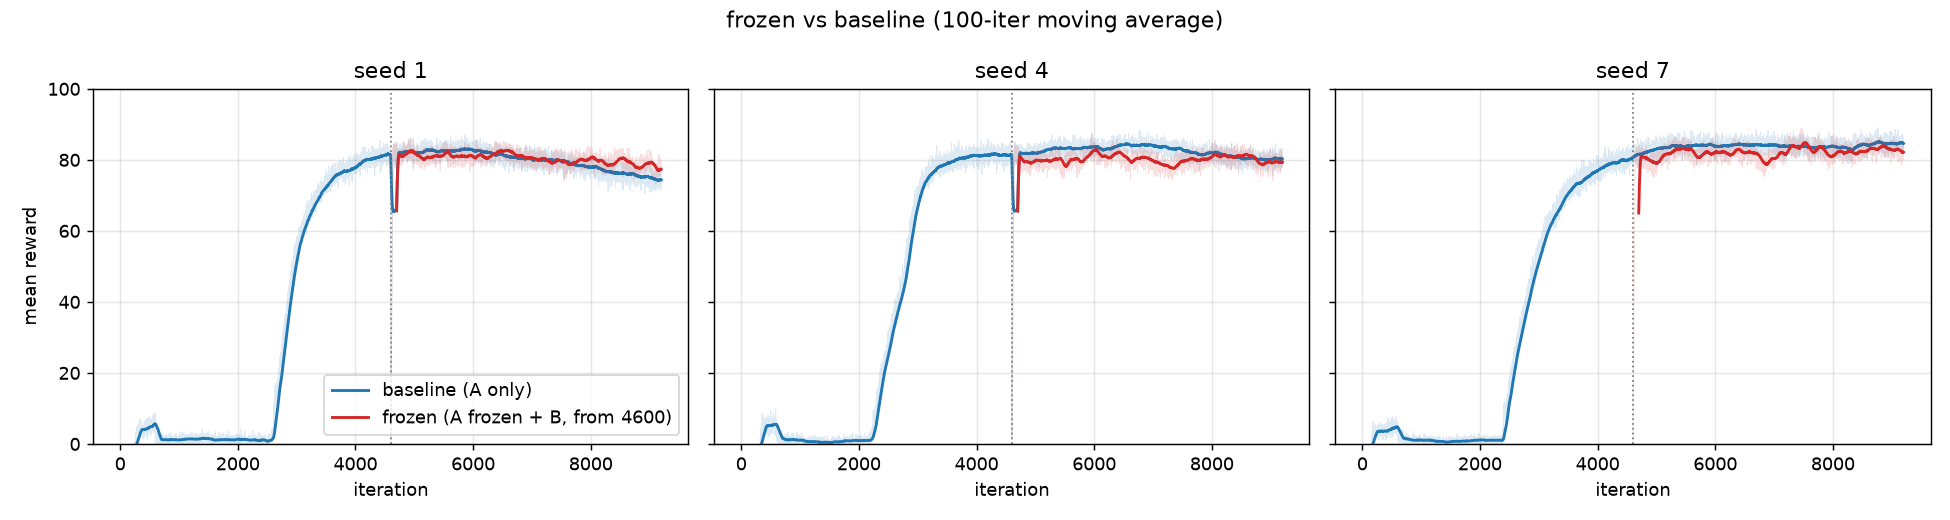 frozen vs baseline (100-iter moving average)
seed 1
seed 4
seed 7
mean reward
100
80
60
40
20
0
baseline (A only)
frozen (A frozen + B, from 4600)
0 2000 4000 6000 8000
0 2000 4000 6000 8000
0 2000 4000 6000 8000
iteration
iteration
iteration